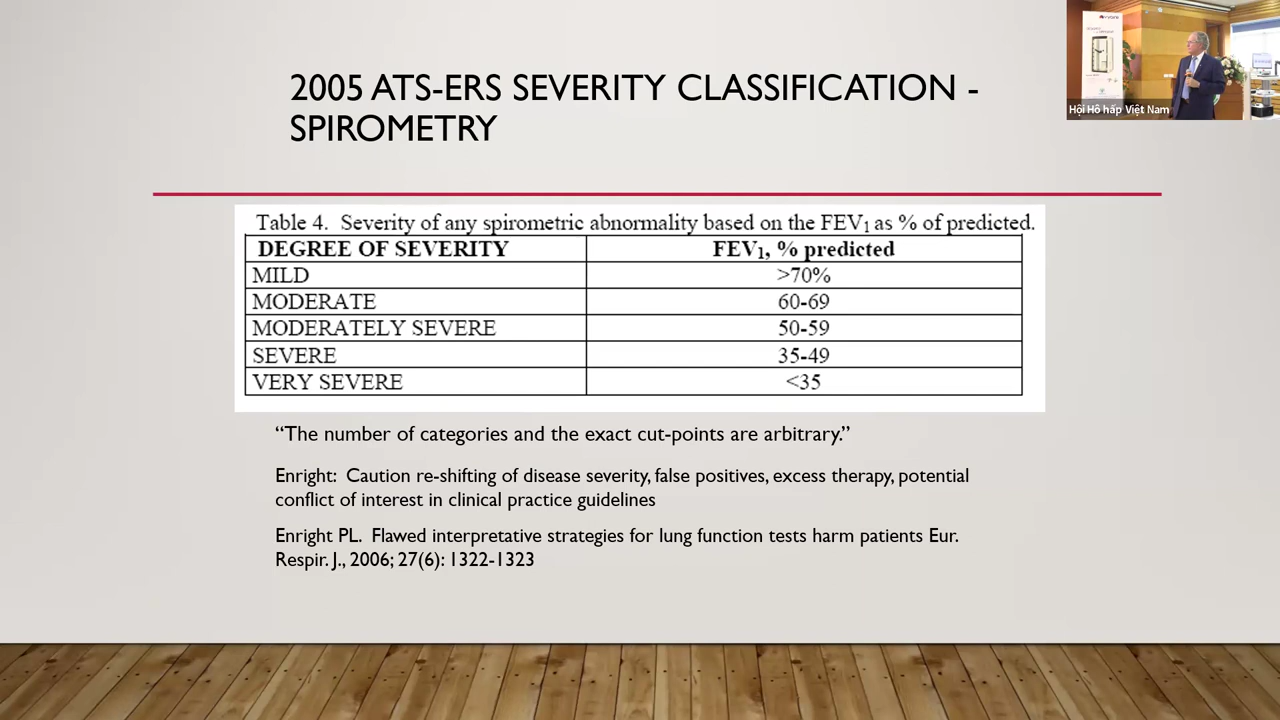 2005 ATS-ERS SEVERITY CLASSIFICATION -
SPIROMETRY
Hội Hô hấp Việt Nam
Table 4. Severity of any spirometric abnormality based on the FEV1 as % of predicted.
DEGREE OF SEVERITY FEV1, % predicted
MILD >70%
MODERATE 60-69
MODERATELY SEVERE 50-59
SEVERE 35-49
VERY SEVERE <35
“The number of categories and the exact cut-points are arbitrary.”
Enright: Caution re-shifting of disease severity, false positives, excess therapy, potential
conflict of interest in clinical practice guidelines
Enright PL. Flawed interpretative strategies for lung function tests harm patients Eur.
Respir. J., 2006; 27(6): 1322-1323